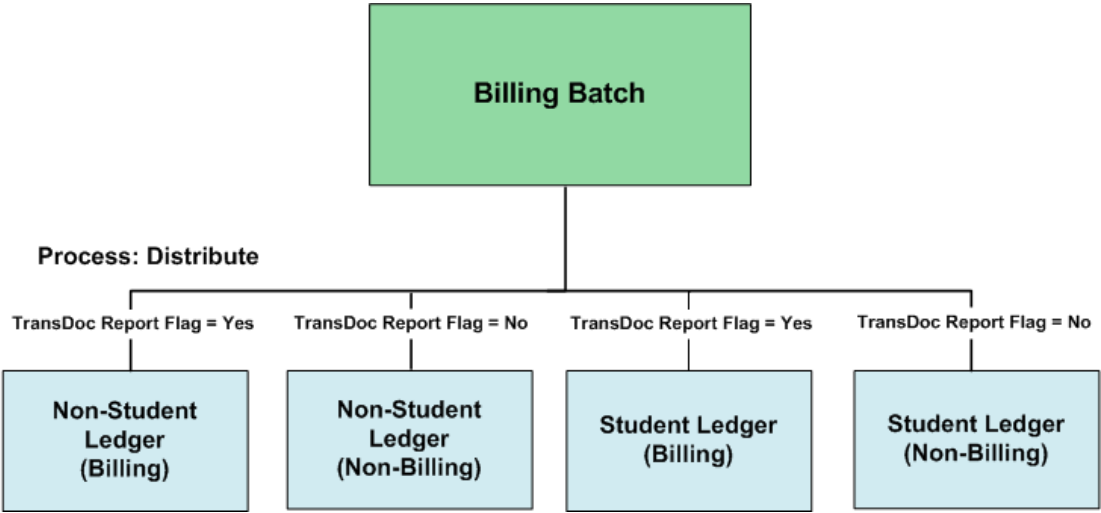 Billing Batch
Process: Distribute
TransDoc Report Flag = Yes
TransDoc Report Flag = No
TransDoc Report Flag = Yes
TransDoc Report Flag = No
Non-Student
Ledger
(Billing)
Non-Student
Ledger
(Non-Billing)
Student Ledger
(Billing)
Student Ledger
(Non-Billing)